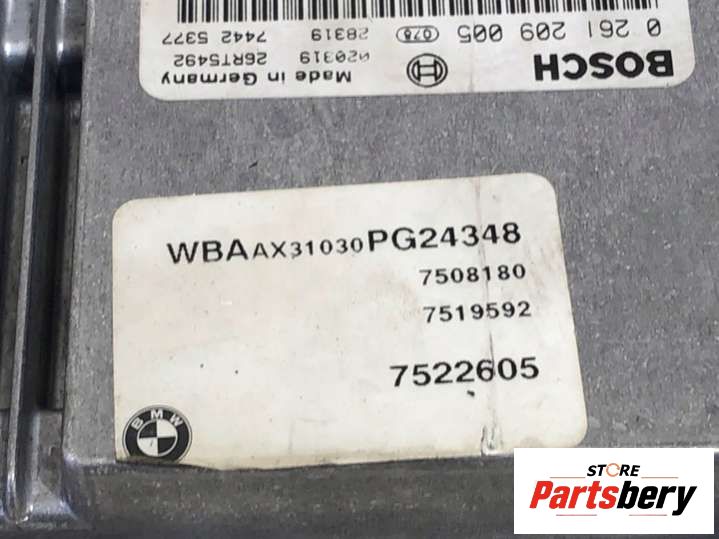 0 261 209 005 078 28319 7442 5377
BOSCH 020319 26RT5492
Made in Germany
WBAAX31030PG24348
7508180
7519592
7522605
BMW
STORE
Partsbery